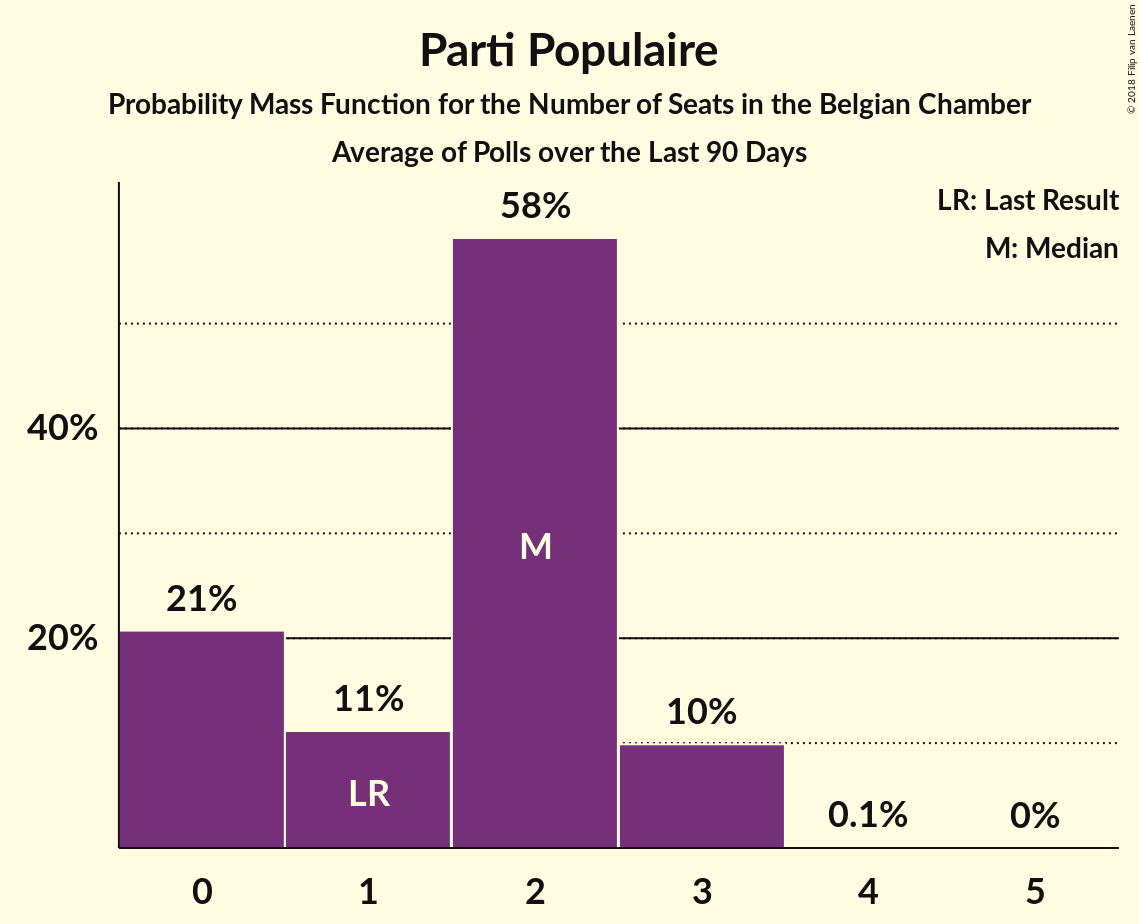 Parti Populaire
Probability Mass Function for the Number of Seats in the Belgian Chamber
Average of Polls over the Last 90 Days
© 2018 Filip van Laenen
LR: Last Result
M: Median
58%
40%
M
21%
20%
11%
10%
LR
0.1%
0%
0 1 2 3 4 5